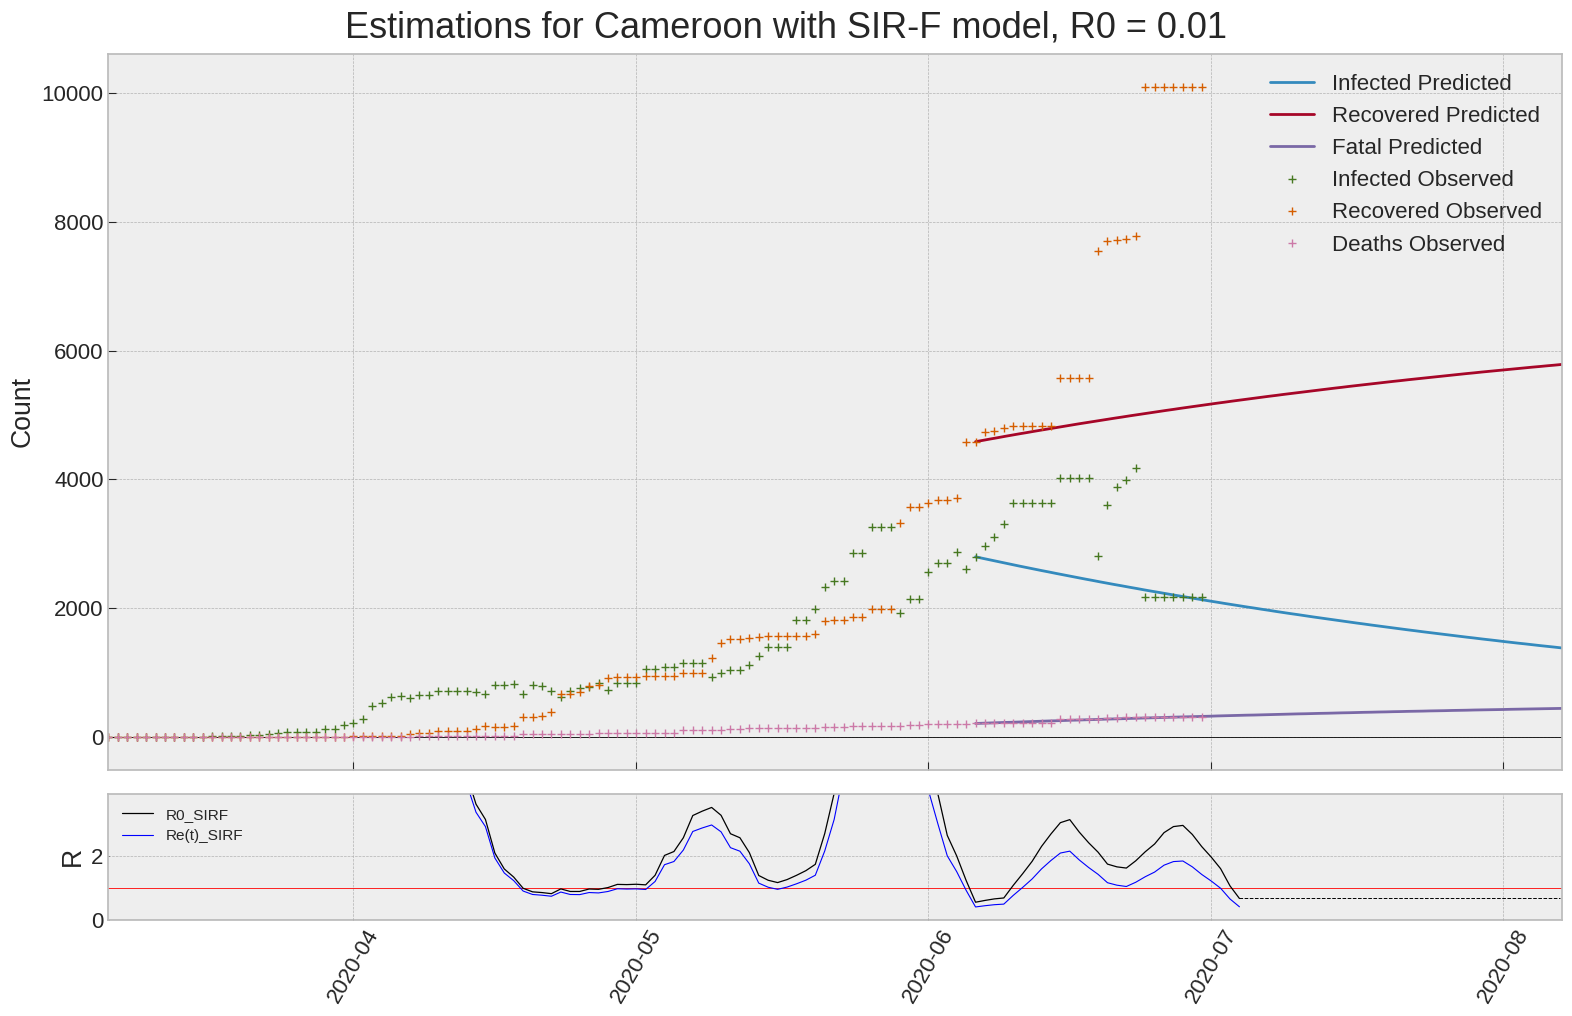 Estimations for Cameroon with SIR-F model, R0 = 0.01
Count
10000
8000
6000
4000
2000
0
Infected Predicted
Recovered Predicted
Fatal Predicted
Infected Observed
Recovered Observed
Deaths Observed
R
2
0
R0_SIRF
Re(t)_SIRF
2020-04
2020-05
2020-06
2020-07
2020-08